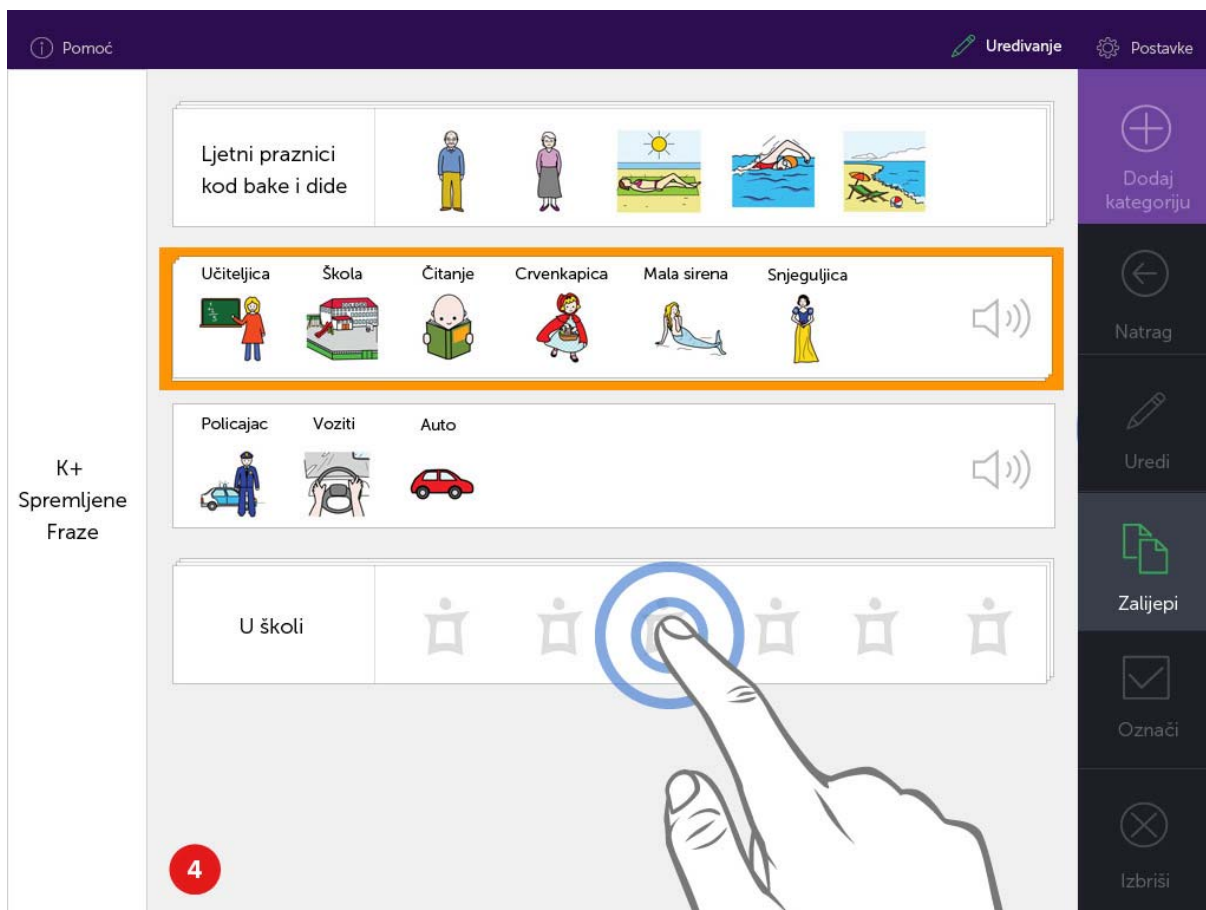 Pomoć
Uredivanje
Postavke
Ljetni praznici
kod bake i dide
Dodaj
kategoriju
Učiteljica Škola Čitanje Crvenkapica Mala sirena Snjeguljica
Natrag
Policajac Voziti Auto
Uredi
K+
Spremljene
Fraze
Zalijepi
U školi
Označi
4
Izbriši